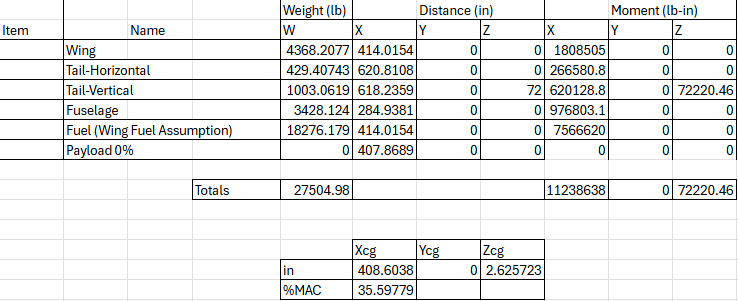 Weight (lb) Distance (in) Moment (lb-in)
Item Name W X Y Z X Y Z
Wing 4368.2077 414.0154 0 0 1808505 0 0
Tail-Horizontal 429.40743 620.8108 0 0 266580.8 0 0
Tail-Vertical 1003.0619 618.2359 0 72 620128.8 0 72220.46
Fuselage 3428.124 284.9381 0 0 976803.1 0 0
Fuel (Wing Fuel Assumption) 18276.179 414.0154 0 0 7566620 0 0
Payload 0% 0 407.8689 0 0 0 0 0
Totals 27504.98 11238638 0 72220.46
Xcg Ycg Zcg
in 408.6038 0 2.625723
%MAC 35.59779